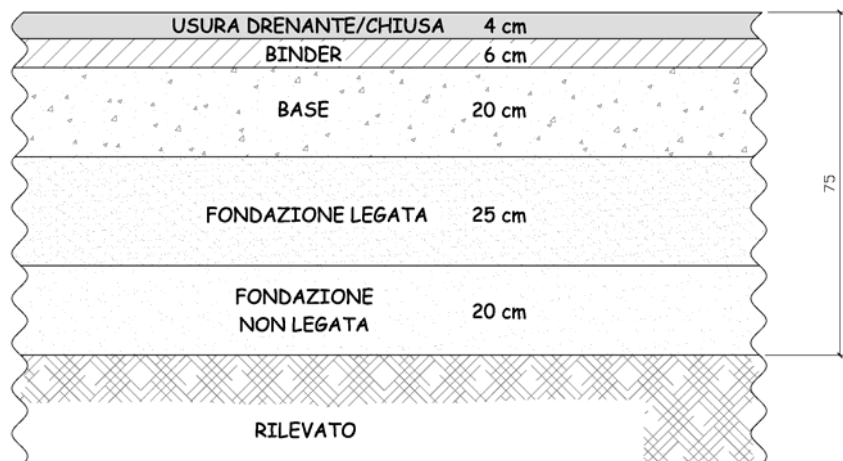 USURA DRENANTE/CHIUSA 4 cm
BINDER 6 cm
BASE 20 cm
75
FONDAZIONE LEGATA 25 cm
FONDAZIONE
NON LEGATA 20 cm
RILEVATO